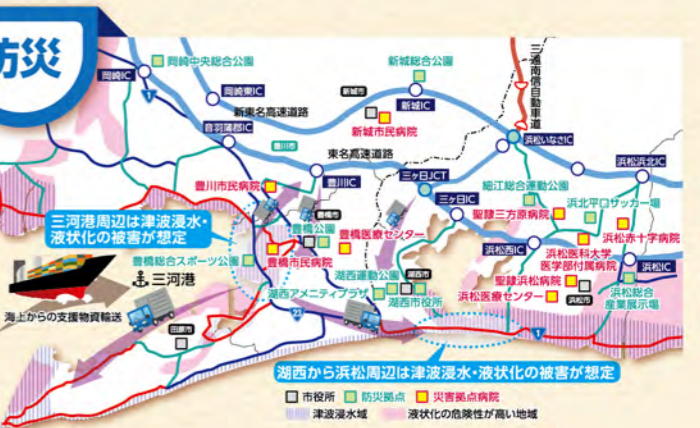 防災
岡崎中央総合公園
岡崎IC
1
岡崎東IC
新東名高速道路
音羽蒲郡IC
新城総合公園
新城市
新城IC
新城市民病院
三遠南信自動車道
浜松いなさIC
豊川市
東名高速道路
豊川IC
三ヶ日JCT
三ヶ日IC
浜松浜北IC
細江総合運動公園
浜北平口サッカー場
聖隷三方原病院
浜松赤十字病院
豊川市民病院
三河港周辺は津波浸水・
液状化の被害が想定
豊橋市
豊橋公園
豊橋医療センター
豊橋総合スポーツ公園
豊橋市民病院
三河港
海上からの支援物資輸送
田原市
23
湖西運動公園
湖西市
湖西アメニティプラザ
湖西市役所
浜松西IC
浜松医科大学
医学部付属病院
浜松IC
聖隷浜松病院
浜松医療センター
浜松市
浜松総合
産業展示場
1
湖西から浜松周辺は津波浸水・液状化の被害が想定
市役所
防災拠点
災害拠点病院
津波浸水域
液状化の危険性が高い地域